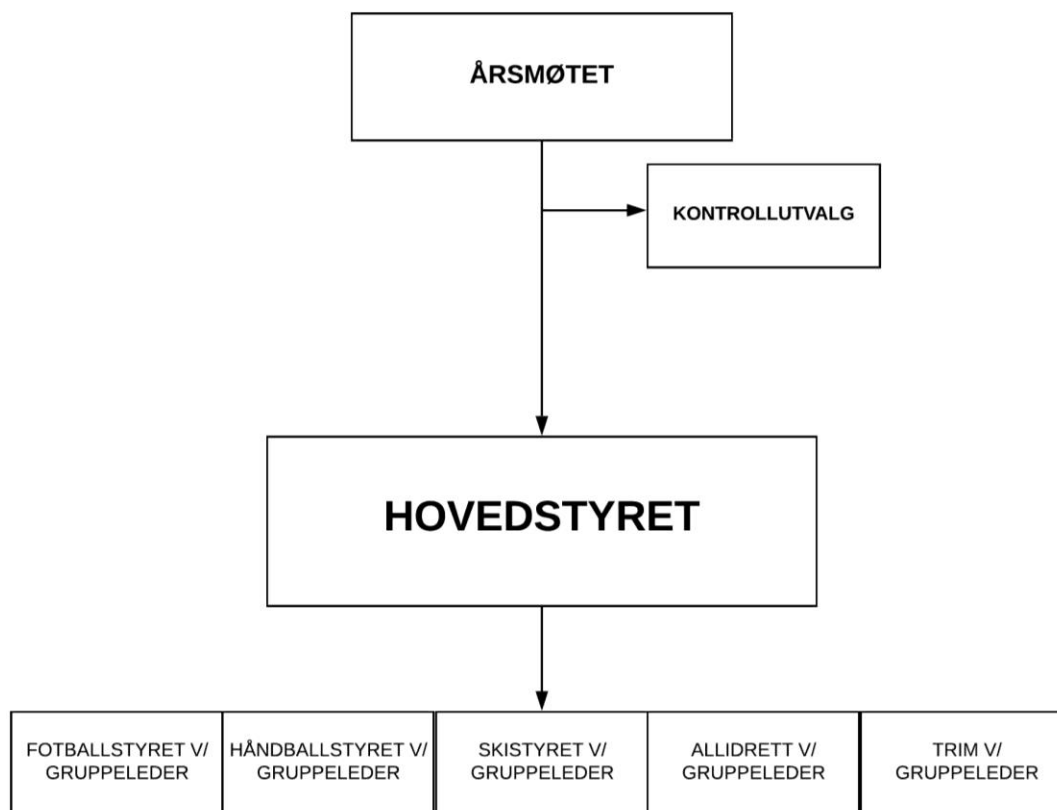 ÅRSMØTET
KONTROLLUTVALG
HOVEDSTYRET
FOTBALLSTYRET V/
GRUPPELEDER
HÅNDBALLSTYRET V/
GRUPPELEDER
SKISTYRET V/
GRUPPELEDER
ALLIDRETT V/
GRUPPELEDER
TRIM V/
GRUPPELEDER